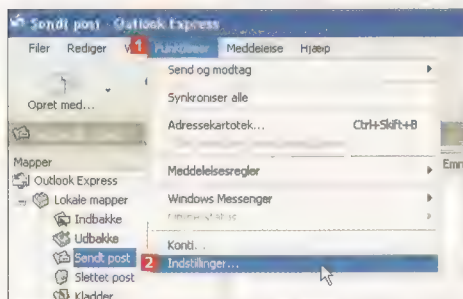 Sendt post - Outlook Express
Filer Rediger V 1 Funktioner Meddelelse Hjælp
Send og modtag
Opret med...
Synkroniser alle
Adressekartotek... Ctrl+Skift+B
Mapper
Emn
Outlook Express
Meddelelsesregler
Lokale mapper
Windows Messenger
Indbakke
Udbakke
Konti...
Sendt post
2 Indstillinger...
Slettet post
Kladder